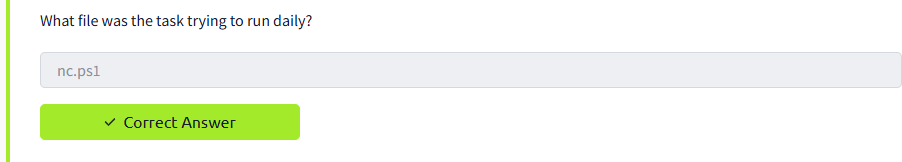 What file was the task trying to run daily?
nc.ps1
✓ Correct Answer